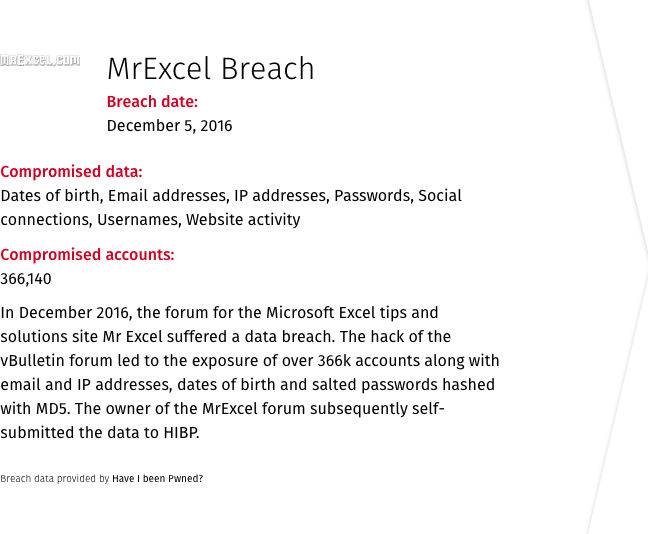 MrExcel.com
MrExcel Breach
Breach date:
December 5, 2016
Compromised data:
Dates of birth, Email addresses, IP addresses, Passwords, Social
connections, Usernames, Website activity
Compromised accounts:
366,140
In December 2016, the forum for the Microsoft Excel tips and
solutions site Mr Excel suffered a data breach. The hack of the
vBulletin forum led to the exposure of over 366k accounts along with
email and IP addresses, dates of birth and salted passwords hashed
with MD5. The owner of the MrExcel forum subsequently self-
submitted the data to HIBP.
Breach data provided by Have I been Pwned?